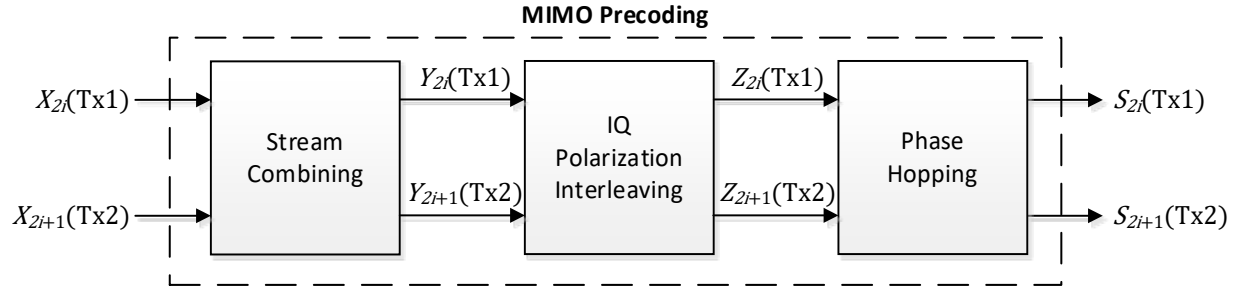 MIMO Precoding
X2i(Tx1)
Y2i(Tx1)
Z2i(Tx1)
S2i(Tx1)
Stream
Combining
IQ
Polarization
Interleaving
Phase
Hopping
X2i+1(Tx2)
Y2i+1(Tx2)
Z2i+1(Tx2)
S2i+1(Tx2)